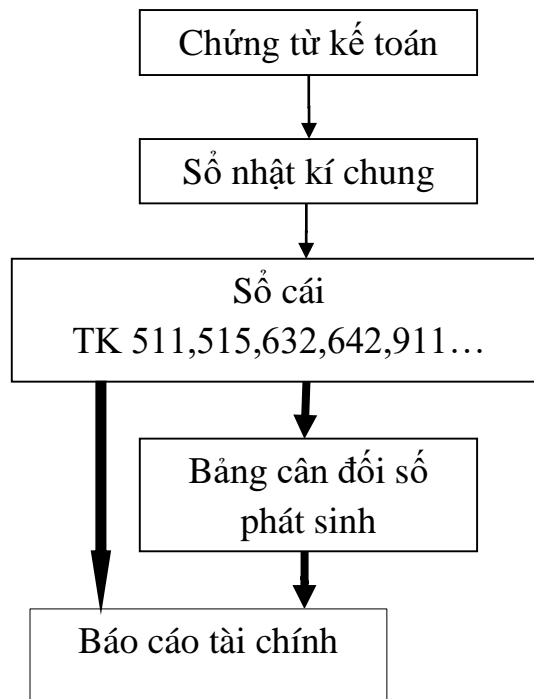 Chứng từ kế toán
Sổ nhật kí chung
Sổ cái
TK 511,515,632,642,911…
Bảng cân đối số
phát sinh
Báo cáo tài chính